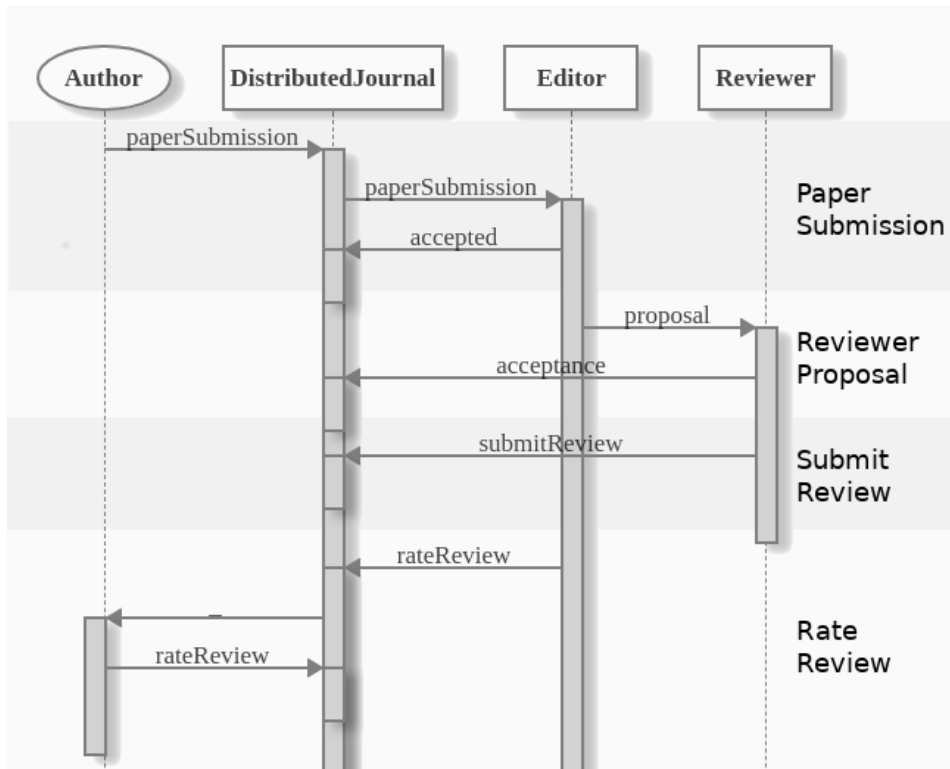 Author
DistributedJournal
Editor
Reviewer
paperSubmission
paperSubmission
accepted
Paper
Submission
proposal
acceptance
Reviewer
Proposal
submitReview
Submit
Review
rateReview
_
rateReview
Rate
Review